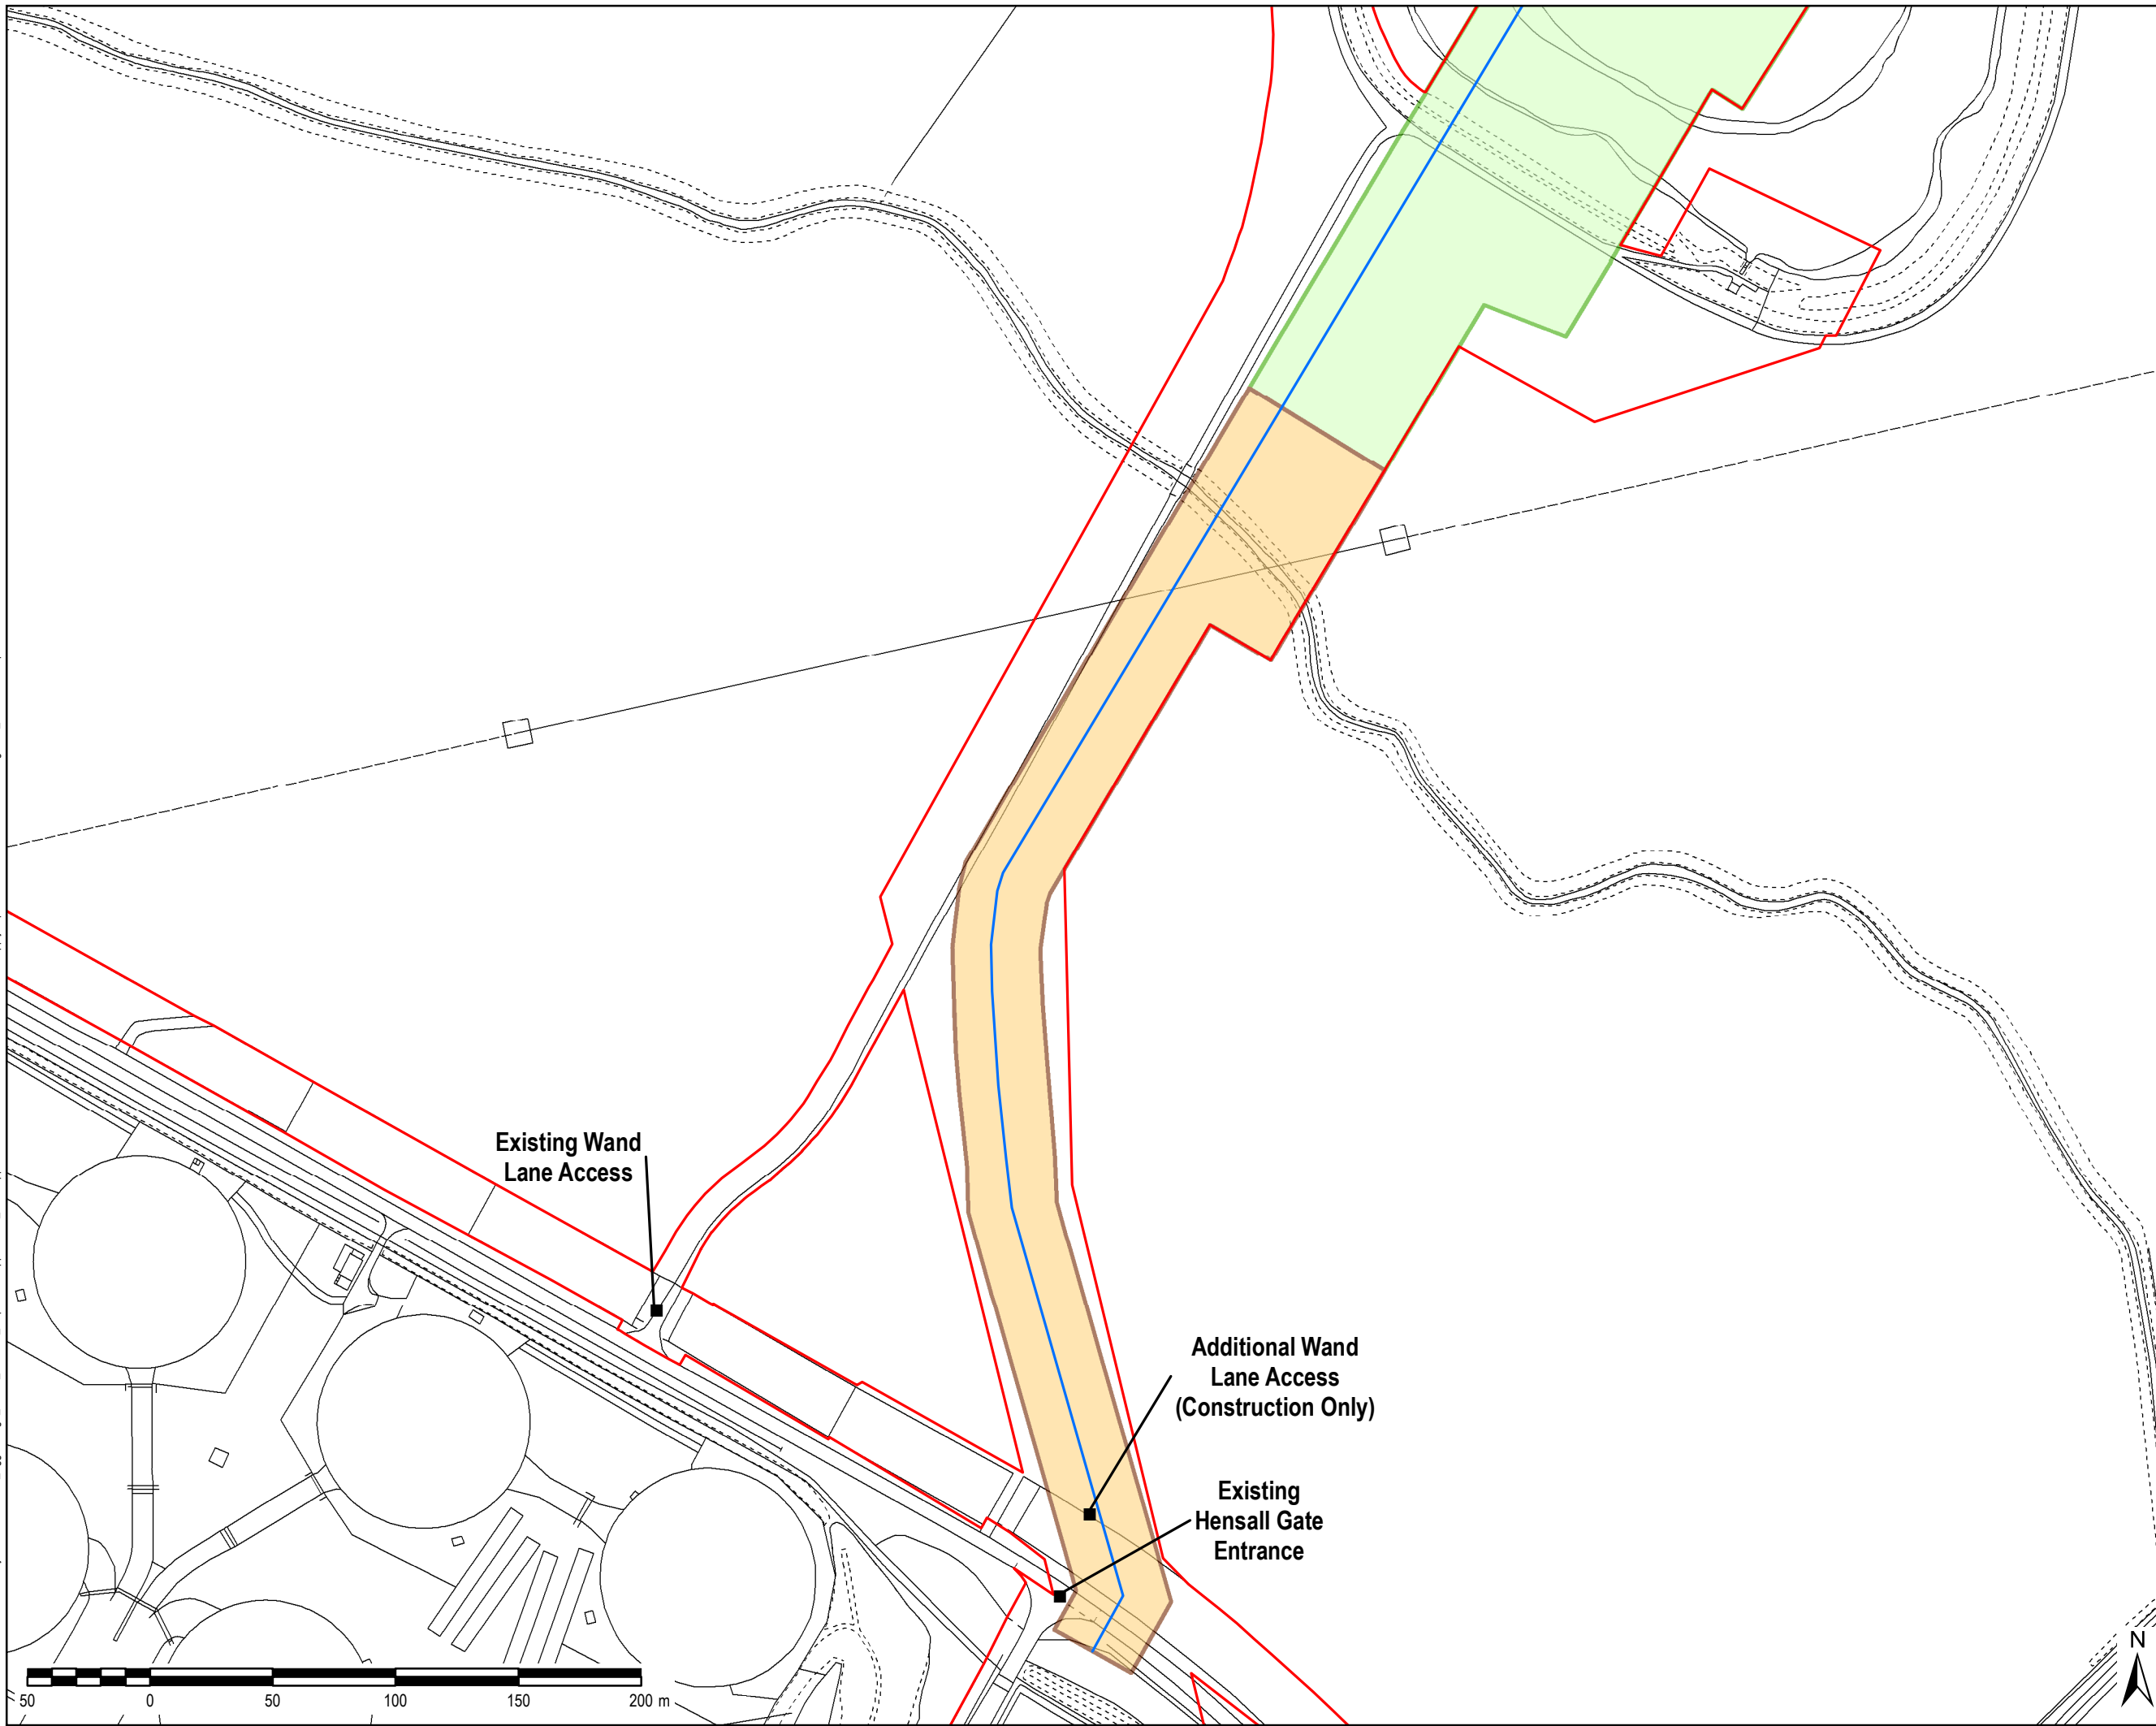 Existing Wand
Lane Access
Additional Wand
Lane Access
(Construction Only)
Existing
Hensall Gate
Entrance
N
50 0 50 100 150 200 m